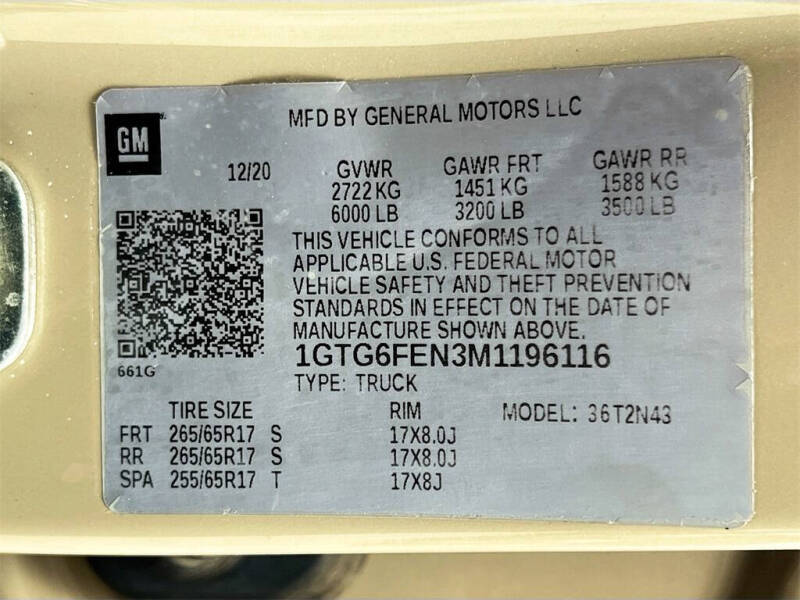 GM
MFD BY GENERAL MOTORS LLC
12/20
GVWR GAWR FRT GAWR RR
2722 KG 1451 KG 1588 KG
6000 LB 3200 LB 3500 LB
THIS VEHICLE CONFORMS TO ALL
APPLICABLE U.S. FEDERAL MOTOR
VEHICLE SAFETY AND THEFT PREVENTION
STANDARDS IN EFFECT ON THE DATE OF
MANUFACTURE SHOWN ABOVE.
661G
1GTG6FEN3M1196116
TYPE: TRUCK
TIRE SIZE RIM MODEL: 36T2N43
FRT 265/65R17 S 17X8.0J
RR 265/65R17 S 17X8.0J
SPA 255/65R17 T 17X8J